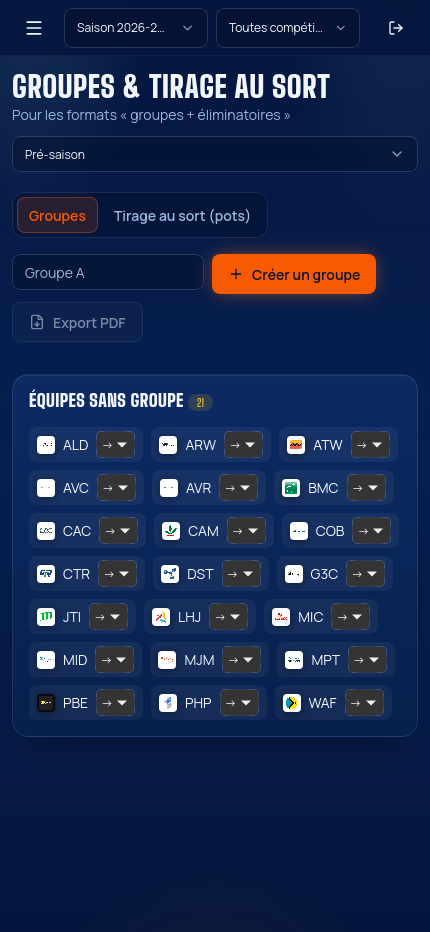 Saison 2026-2... Toutes compéti...
GROUPES & TIRAGE AU SORT
Pour les formats « groupes + éliminatoires »
Pré-saison
Groupes Tirage au sort (pots)
Groupe A + Créer un groupe
Export PDF
ÉQUIPES SANS GROUPE 21
ALD → ARW → ATW →
AVC → AVR → BMC →
CAC → CAM → COB →
CTR → DST → G3C →
JTI → LHJ → MIC →
MID → MJM → MPT →
PBE → PHP → WAF →